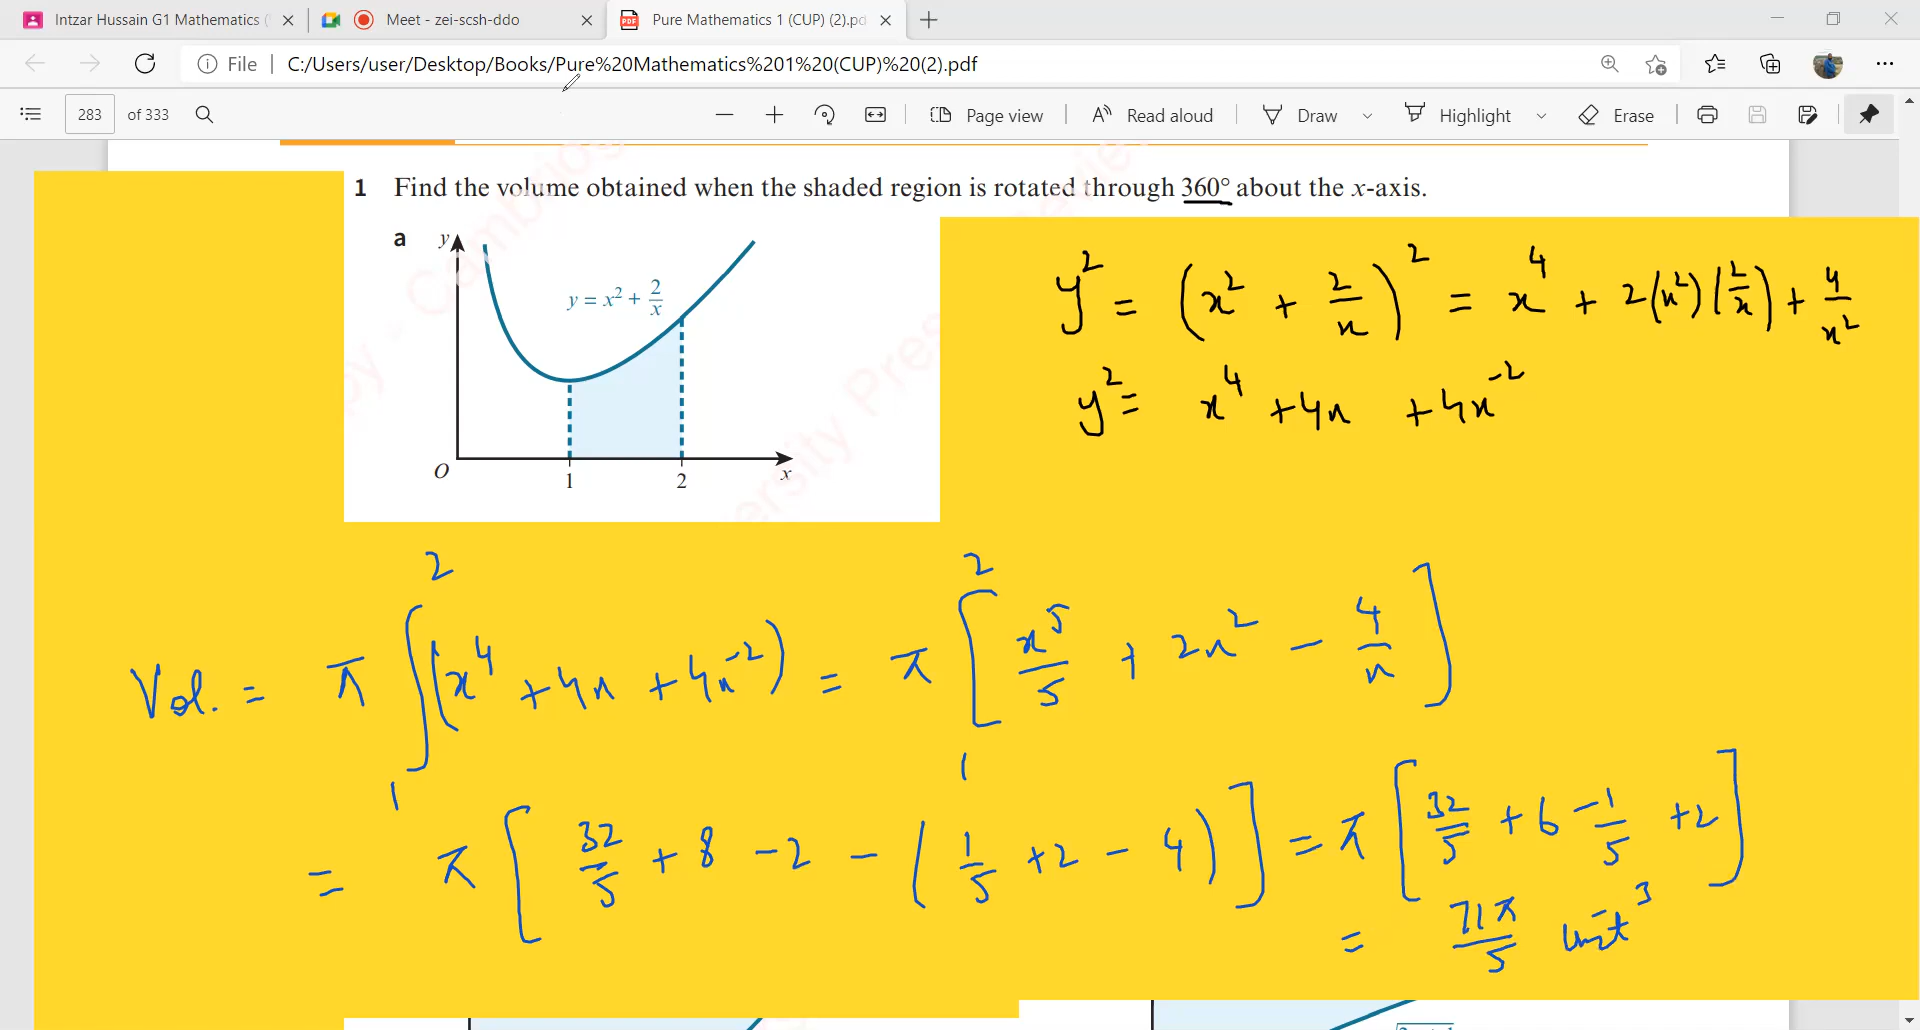 Intzar Hussain G1 Mathematics (
Meet - zei-scsh-ddo
Pure Mathematics 1 (CUP) (2).pd
File | C:/Users/user/Desktop/Books/Pure%20Mathematics%201%20(CUP)%20(2).pdf
283 of 333
Page view
Read aloud
Draw
Highlight
Erase
1 Find the volume obtained when the shaded region is rotated through 360° about the x-axis.
a
y
y = x² + 2/x
O 1 2 x
y² = (x² + 2/x)² = x⁴ + 2(x²)(2/x) + 4/x²
y² = x⁴ + 4x + 4x⁻²
Vol. = π ∫₁² (x⁴ + 4x + 4x⁻²) = π [x⁵/5 + 2x² − 4/x]₁²
= π [32/5 + 8 − 2 − (1/5 + 2 − 4)] = π [32/5 + 6 − 1/5 + 2]
= 71π/5 unit³